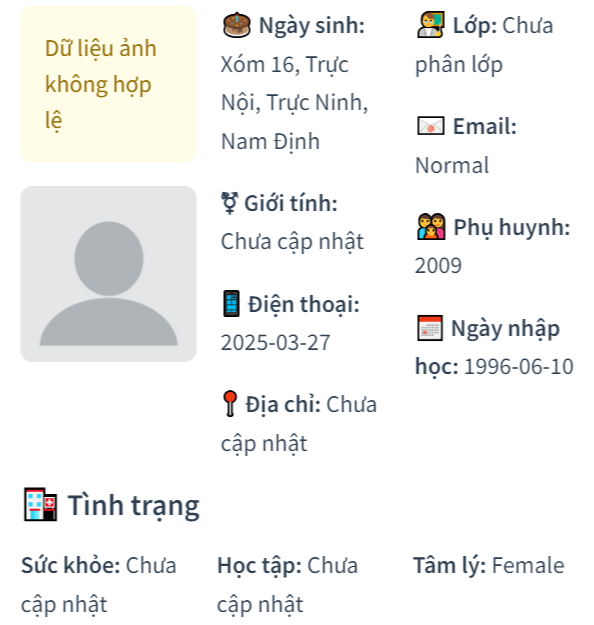 Dữ liệu ảnh
không hợp
lệ
Ngày sinh:
Xóm 16, Trực
Nội, Trực Ninh,
Nam Định
Giới tính:
Chưa cập nhật
Điện thoại:
2025-03-27
Địa chỉ: Chưa
cập nhật
Lớp: Chưa
phân lớp
Email:
Normal
Phụ huynh:
2009
Ngày nhập
học: 1996-06-10
Tình trạng
Sức khỏe: Chưa
cập nhật
Học tập: Chưa
cập nhật
Tâm lý: Female